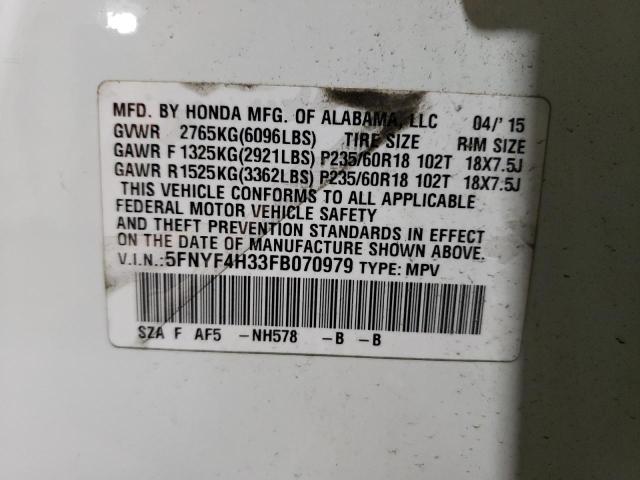 MFD. BY HONDA MFG. OF ALABAMA, LLC 04/'15
GVWR 2765KG(6096LBS) TIRE SIZE RIM SIZE
GAWR F 1325KG(2921LBS) P235/60R18 102T 18X7.5J
GAWR R1525KG(3362LBS) P235/60R18 102T 18X7.5J
THIS VEHICLE CONFORMS TO ALL APPLICABLE
FEDERAL MOTOR VEHICLE SAFETY
AND THEFT PREVENTION STANDARDS IN EFFECT
ON THE DATE OF MANUFACTURE SHOWN ABOVE.
V.I.N.:5FNYF4H33FB070979 TYPE: MPV
SZA F AF5 -NH578 -B -B